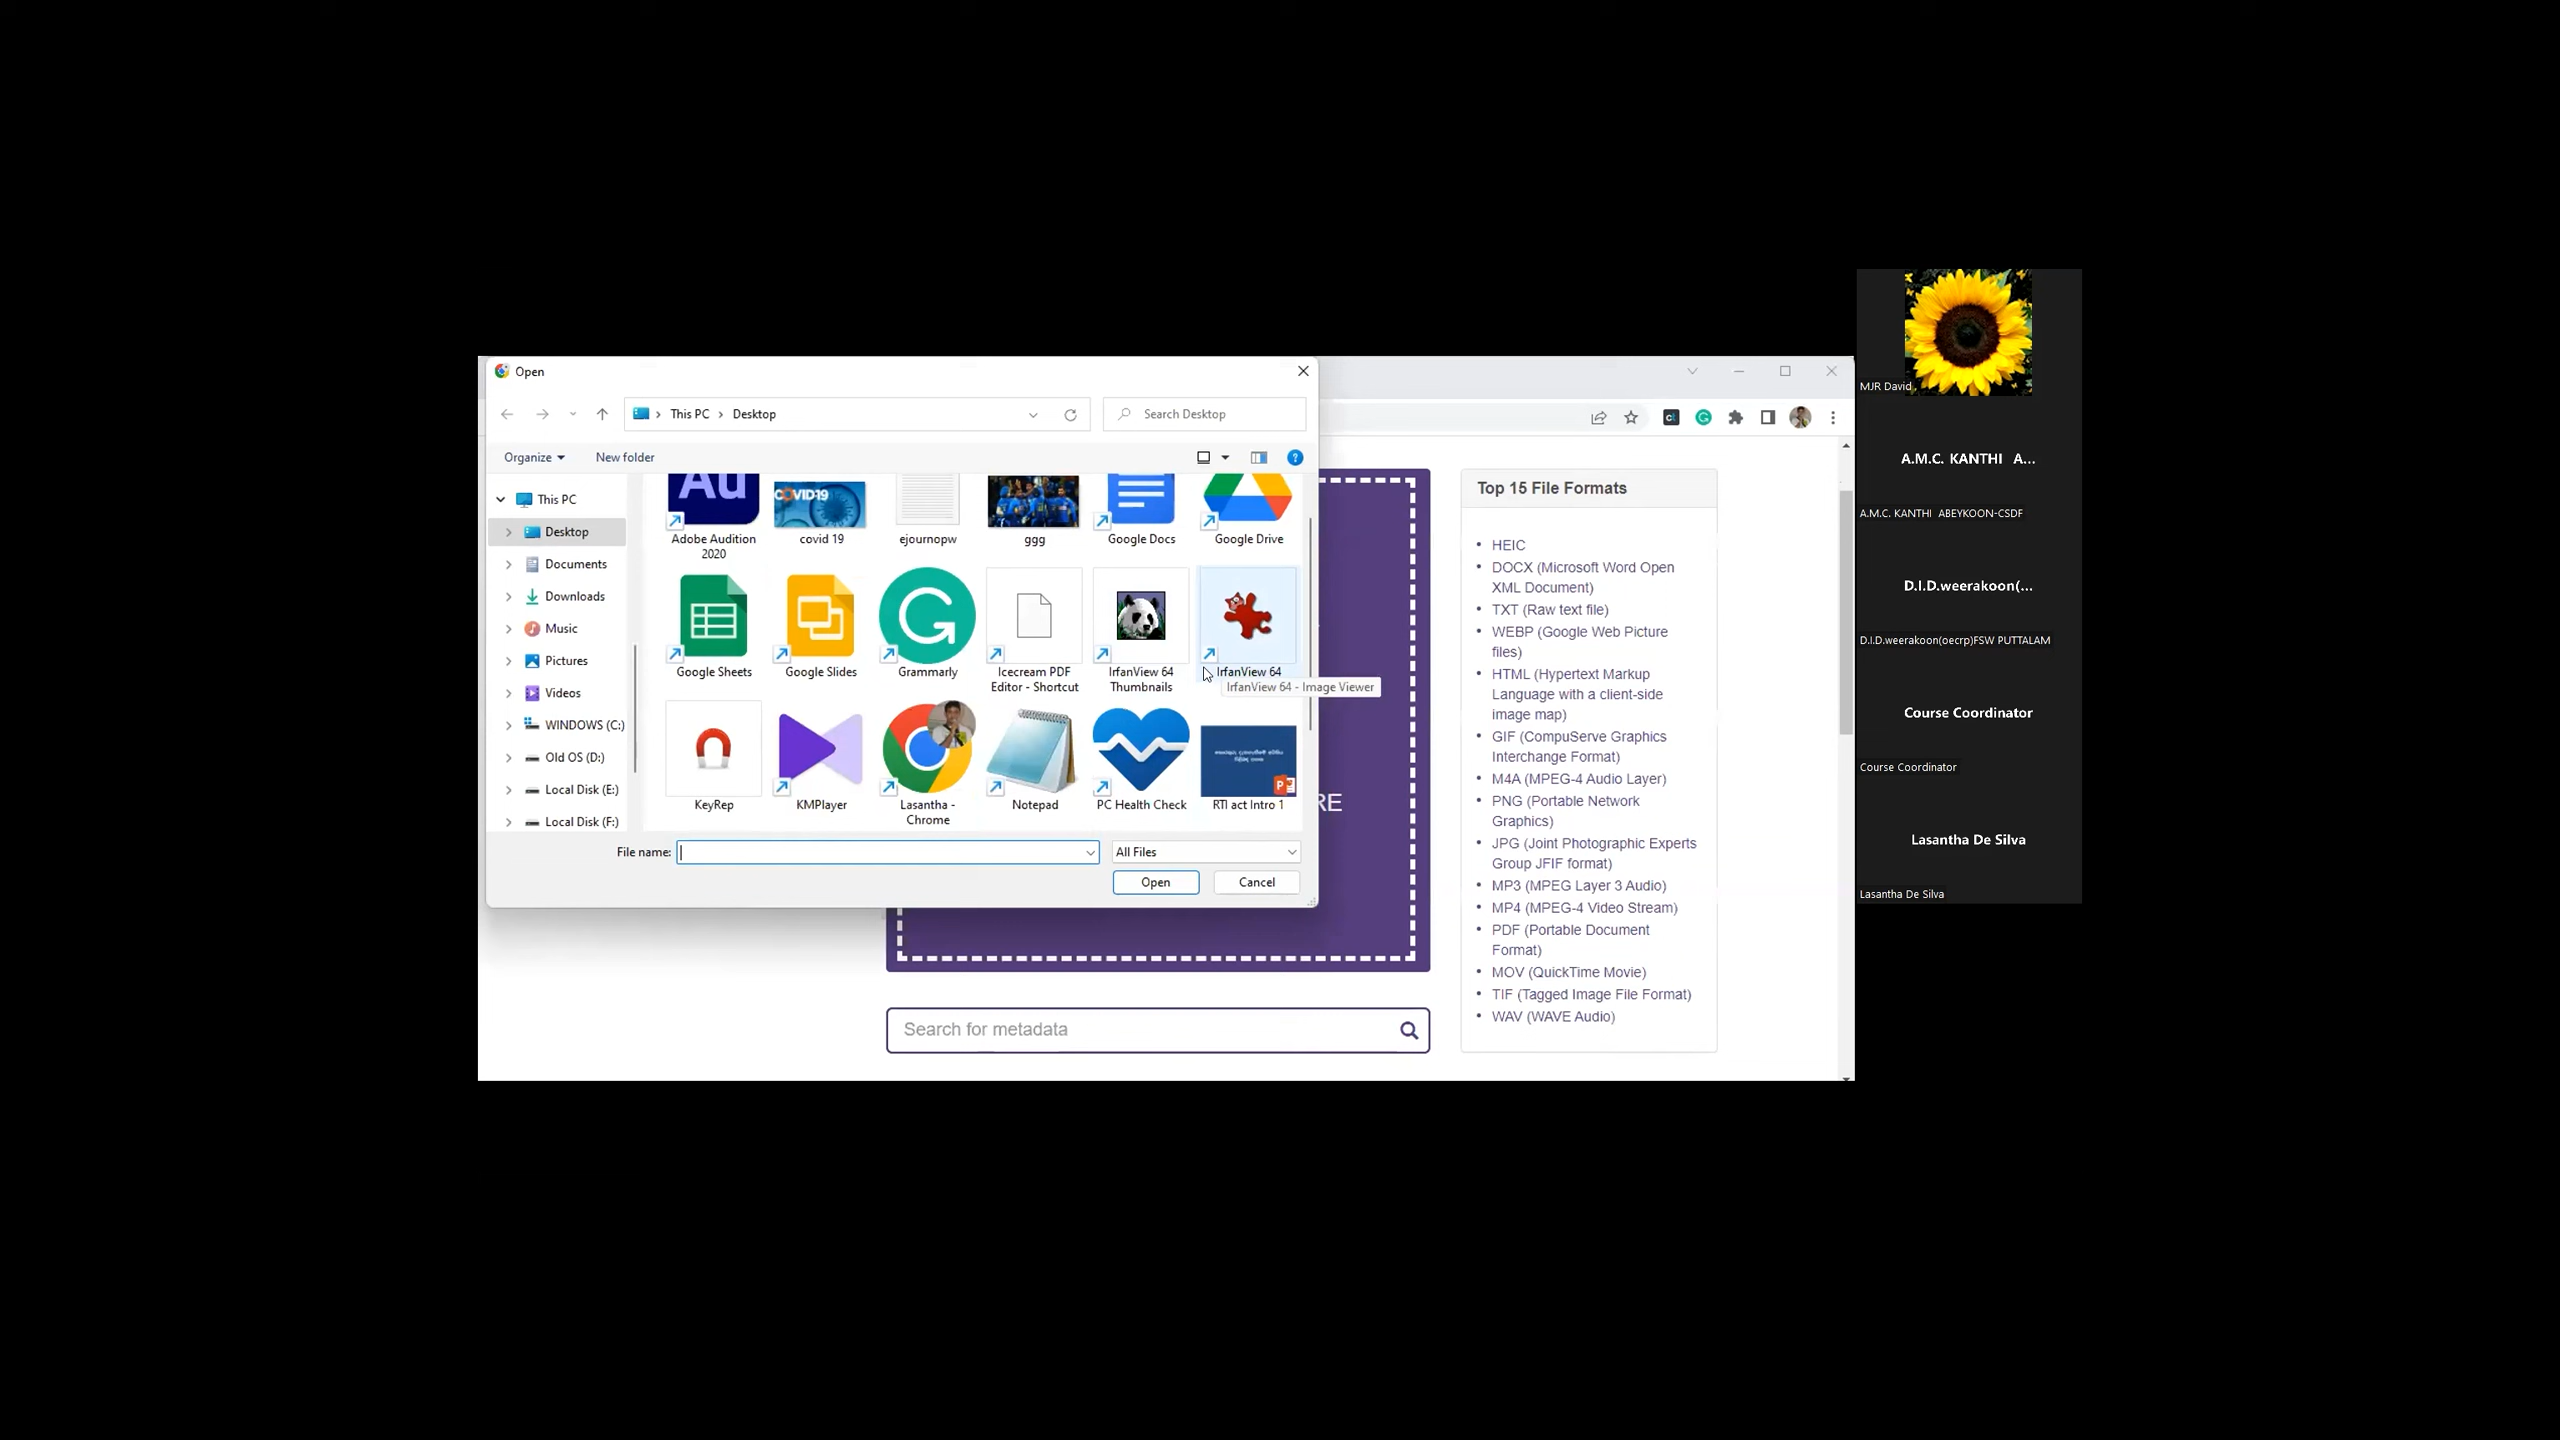 Open
This PC
Desktop
Search Desktop
Organize
New folder
This PC
Desktop
Documents
Downloads
Music
Pictures
Videos
WINDOWS (C:)
Old OS (D:)
Local Disk (E:)
Local Disk (F:)
Au
COVID19
Adobe Audition
2020
covid 19
ejournopw
ggg
Google Docs
Google Drive
Google Sheets
Google Slides
Grammarly
Icecream PDF
Editor - Shortcut
IrfanView 64
Thumbnails
IrfanView 64
IrfanView 64 - Image Viewer
KeyRep
KMPlayer
Lasantha -
Chrome
Notepad
PC Health Check
RTI act Intro 1
File name:
All Files
Open
Cancel
RE
Search for metadata
Top 15 File Formats
• HEIC
• DOCX (Microsoft Word Open
XML Document)
• TXT (Raw text file)
• WEBP (Google Web Picture
files)
• HTML (Hypertext Markup
Language with a client-side
image map)
• GIF (CompuServe Graphics
Interchange Format)
• M4A (MPEG-4 Audio Layer)
• PNG (Portable Network
Graphics)
• JPG (Joint Photographic Experts
Group JFIF format)
• MP3 (MPEG Layer 3 Audio)
• MP4 (MPEG-4 Video Stream)
• PDF (Portable Document
Format)
• MOV (QuickTime Movie)
• TIF (Tagged Image File Format)
• WAV (WAVE Audio)
MJR David
A.M.C. KANTHI A...
A.M.C. KANTHI ABEYKOON-CSDF
D.I.D.weerakoon(...
D.I.D.weerakoon(oecrp)FSW PUTTALAM
Course Coordinator
Course Coordinator
Lasantha De Silva
Lasantha De Silva